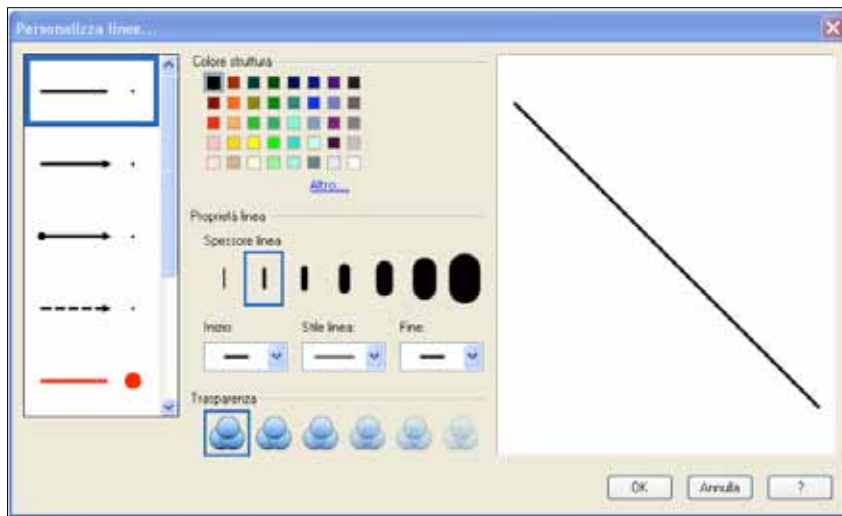 Personalizza linee...
Colore struttura
Altro...
Proprietà linea
Spessore linea
Inizio:
Stile linea:
Fine:
Trasparenza
OK
Annulla
?